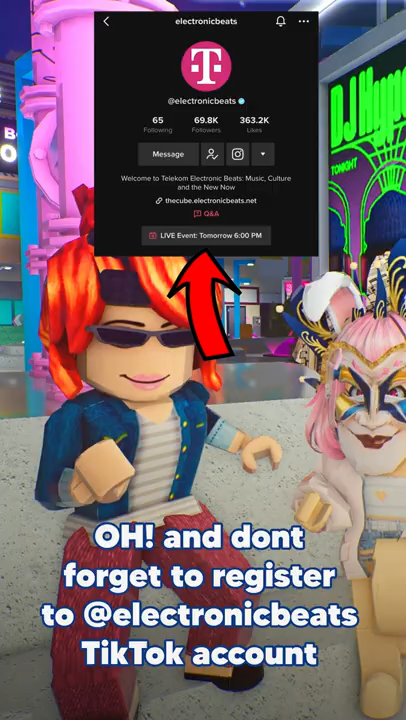 electronicbeats
T
@electronicbeats
65 69.8K 363.2K
Following Followers Likes
Message
Welcome to Telekom Electronic Beats: Music, Culture
and the New Now
thecube.electronicbeats.net
Q&A
LIVE Event: Tomorrow 6:00 PM
DJ Hype
TONIGHT
OH! and dont
forget to register
to @electronicbeats
TikTok account